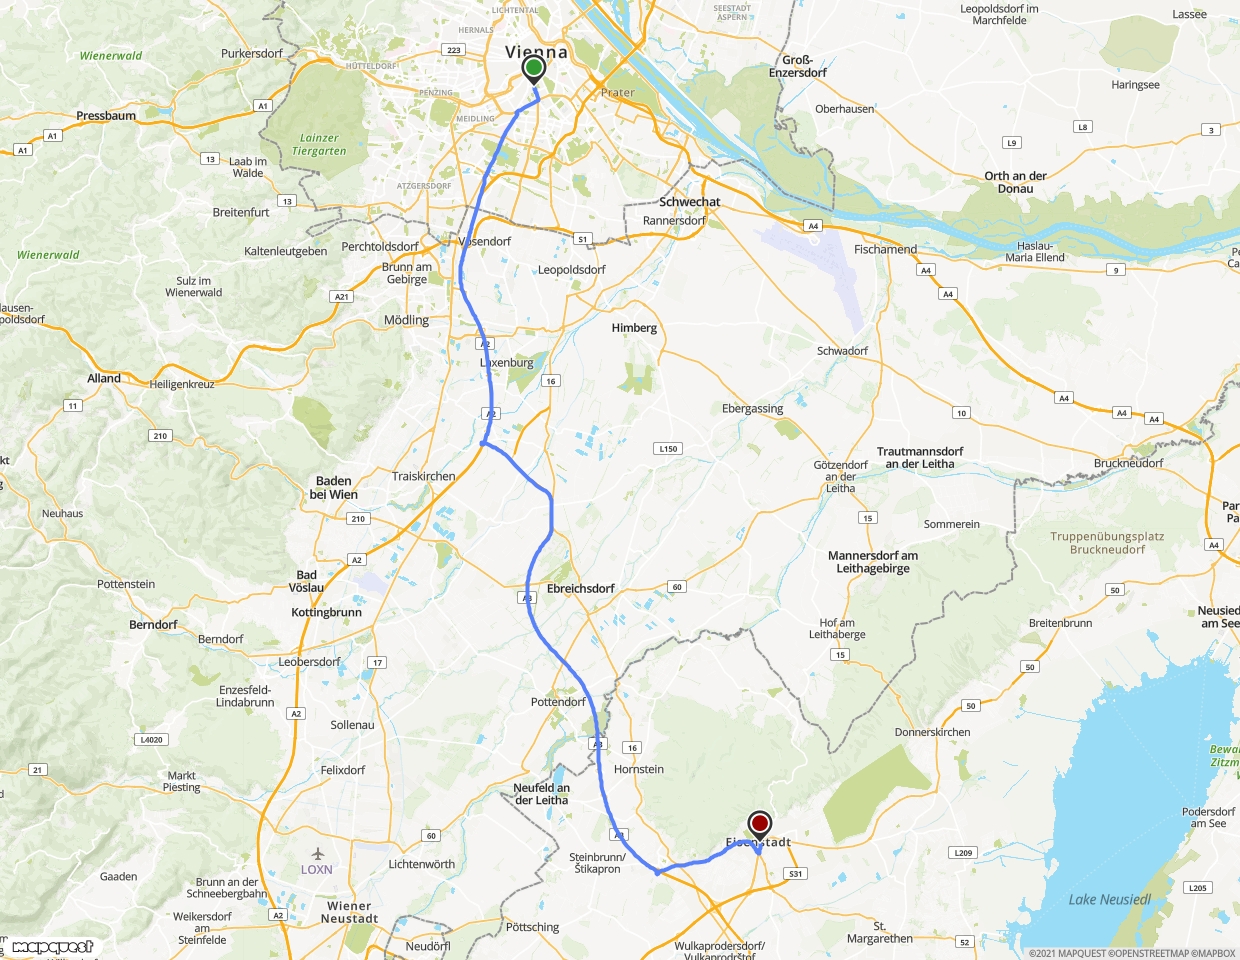 LICHTENTAL
SEESTADT
ASPERN
Leopoldsdorf im
Marchfelde
Lassee
HERNALS
Wienerwald
Purkersdorf
223
Vienna
HÜTTELDORF
Groß-
Enzersdorf
PENZING
Prater
Haringsee
A1
Pressbaum
MEIDLING
Oberhausen
L8
3
A1
Lainzer
Tiergarten
L9
A1
13
Laab im
Walde
ATZGERSDORF
Orth an der
Donau
13
Schwechat
Breitenfurt
Rannersdorf
A4
Perchtoldsdorf
Vösendorf
S1
Kaltenleutgeben
Fischamend
Haslau-
Maria Ellend
Wienerwald
Brunn am
Gebirge
Leopoldsdorf
A4
9
Sulz im
Wienerwald
A21
A4
Mödling
Himberg
A2
Schwadorf
Laxenburg
Alland
Heiligenkreuz
16
11
A4
Ebergassing
10
A4
A4
A2
210
L150
Trautmannsdorf
an der Leitha
Bruckneudorf
Götzendorf
an der
Leitha
Traiskirchen
Baden
bei Wien
Neuhaus
210
15
Sommerein
Truppenübungsplatz
Bruckneudorf
A4
A2
Mannersdorf am
Leithagebirge
Pottenstein
Bad
Vöslau
Ebreichsdorf
60
50
A3
Kottingbrunn
Berndorf
Berndorf
Hof am
Leithaberge
Breitenbrunn
Neusied
am See
Leobersdorf
17
15
50
Enzesfeld-
Lindabrunn
Pottendorf
50
A2
Sollenau
Donnerskirchen
L4020
A3
16
21
Felixdorf
Hornstein
Markt
Piesting
Neufeld an
der Leitha
Podersdorf
am See
60
A3
Eisenstadt
Lichtenwörth
Steinbrunn/
Štikapron
L209
LOXN
S31
Gaaden
Brunn an der
Schneebergbahn
L205
Lake Neusiedl
Wiener
Neustadt
A2
Weikersdorf
am
Steinfelde
Pöttsching
St.
Margarethen
52
Neudörfl
Wulkaprodersdorf/
Vulkaprodrštof
mapquest
©2021 MAPQUEST ©OPENSTREETMAP ©MAPBOX